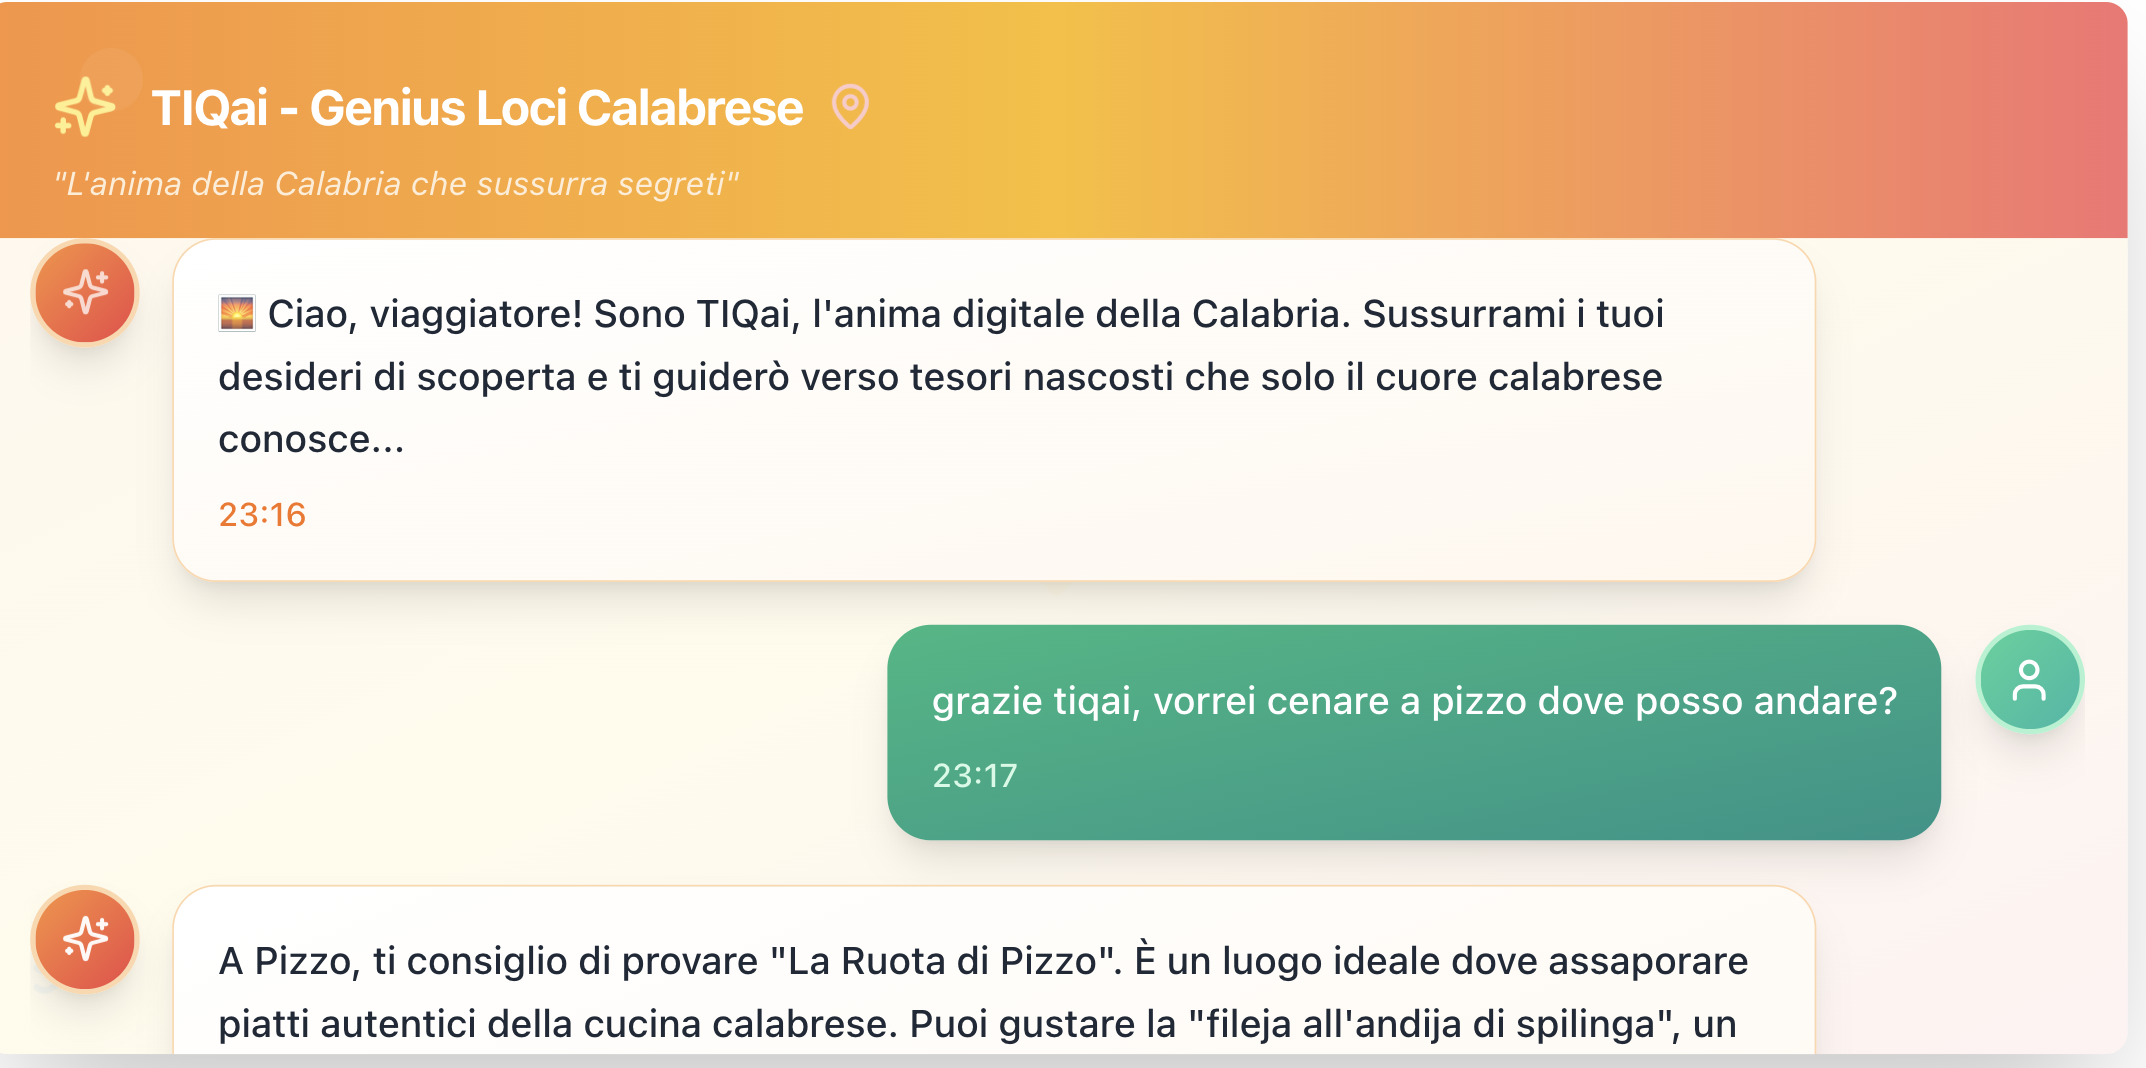 TIQai - Genius Loci Calabrese
"L'anima della Calabria che sussurra segreti"
Ciao, viaggiatore! Sono TIQai, l'anima digitale della Calabria. Sussurrami i tuoi
desideri di scoperta e ti guiderò verso tesori nascosti che solo il cuore calabrese
conosce...
23:16
grazie tiqai, vorrei cenare a pizzo dove posso andare?
23:17
A Pizzo, ti consiglio di provare "La Ruota di Pizzo". È un luogo ideale dove assaporare
piatti autentici della cucina calabrese. Puoi gustare la "fileja all'andija di spilinga", un